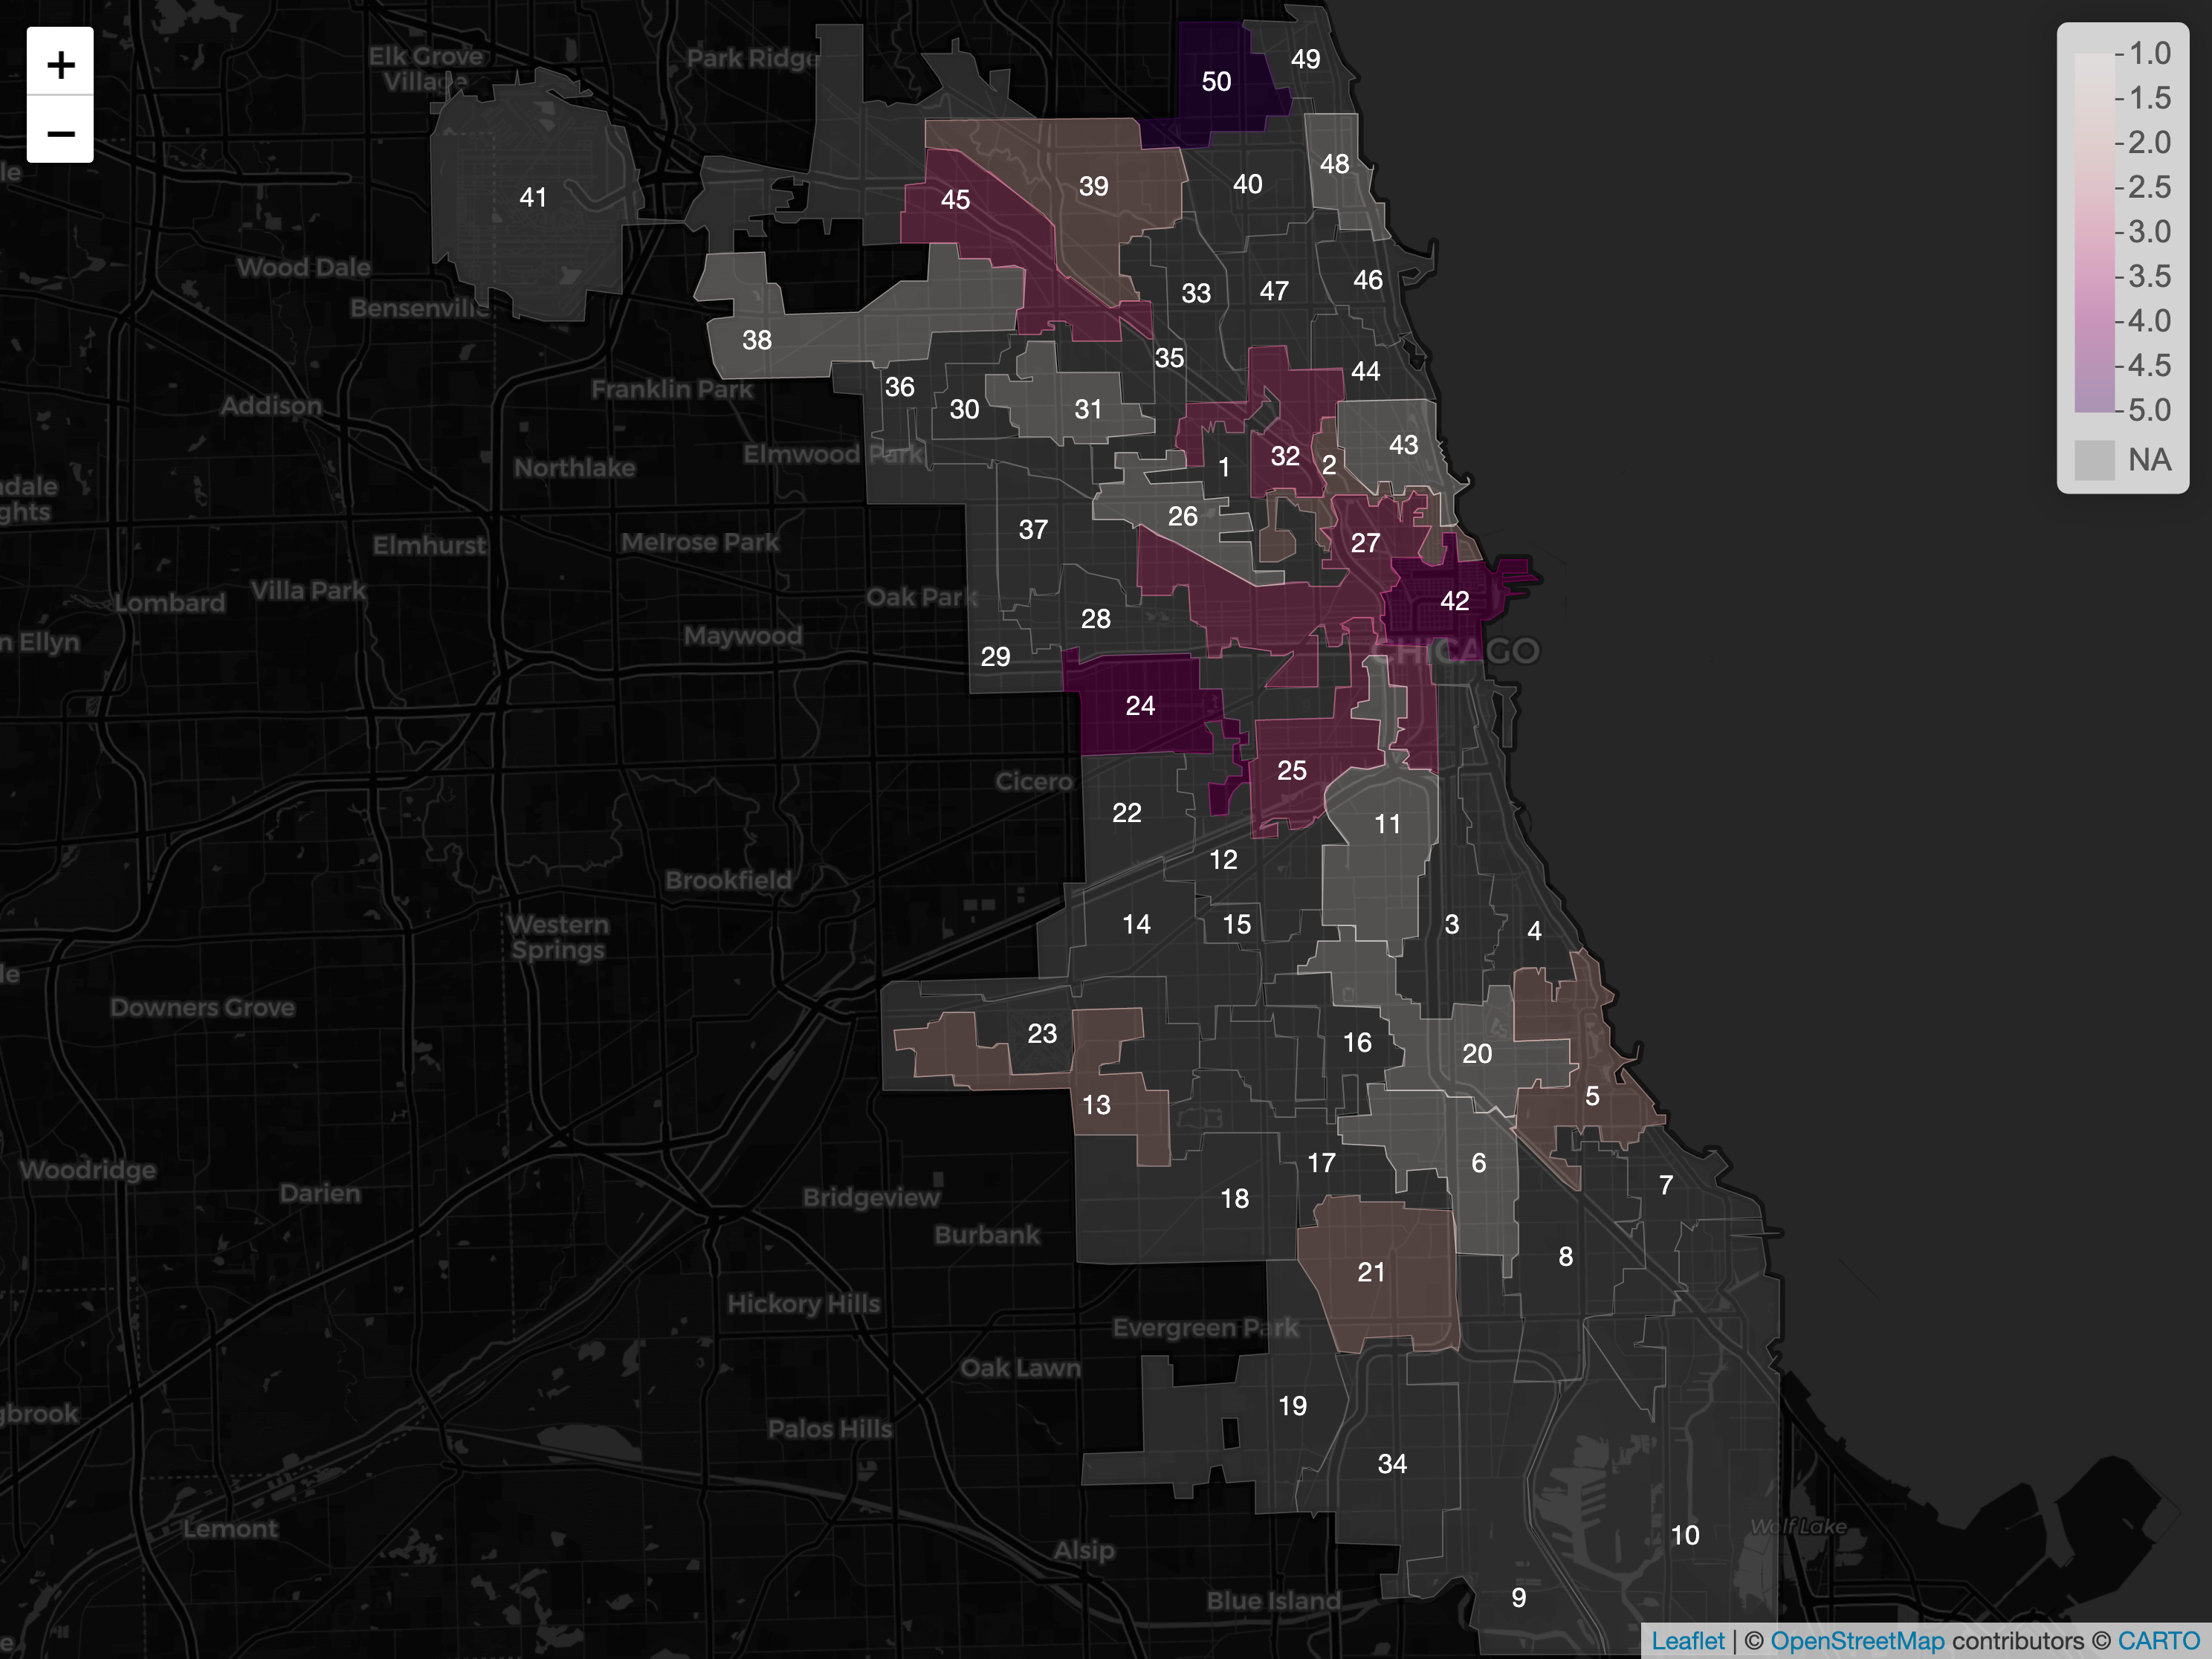 +
−
Elk Grove
Village
Park Ridge
49
50
1.0
1.5
2.0
2.5
3.0
3.5
4.0
4.5
5.0
NA
48
41
45
39
40
Wood Dale
Bensenville
33
47
46
38
35
44
Franklin Park
36
30
31
Addison
43
Elmwood Park
Northlake
1
32
2
26
37
27
Elmhurst
Melrose Park
Villa Park
Lombard
Oak Park
42
28
n Ellyn
Maywood
29
CHICAGO
24
25
Cicero
22
11
12
Brookfield
Western
Springs
14
15
3
4
Downers Grove
23
16
20
13
5
Woodridge
Darien
17
6
7
Bridgeview
18
Burbank
8
21
Hickory Hills
Evergreen Park
Oak Lawn
19
gbrook
Palos Hills
34
Lemont
10
Wolf Lake
Alsip
Blue Island
9
Leaflet | © OpenStreetMap contributors © CARTO